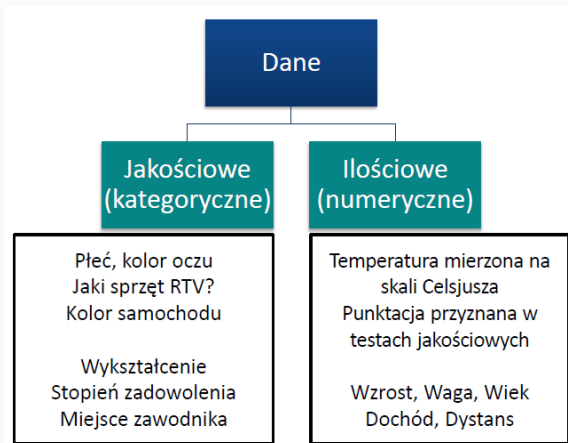 Dane
Jakościowe
(kategoryczne)
Ilościowe
(numeryczne)
Płeć, kolor oczu
Jaki sprzęt RTV?
Kolor samochodu
Wykształcenie
Stopień zadowolenia
Miejsce zawodnika
Temperatura mierzona na
skali Celsjusza
Punktacja przyznana w
testach jakościowych
Wzrost, Waga, Wiek
Dochód, Dystans